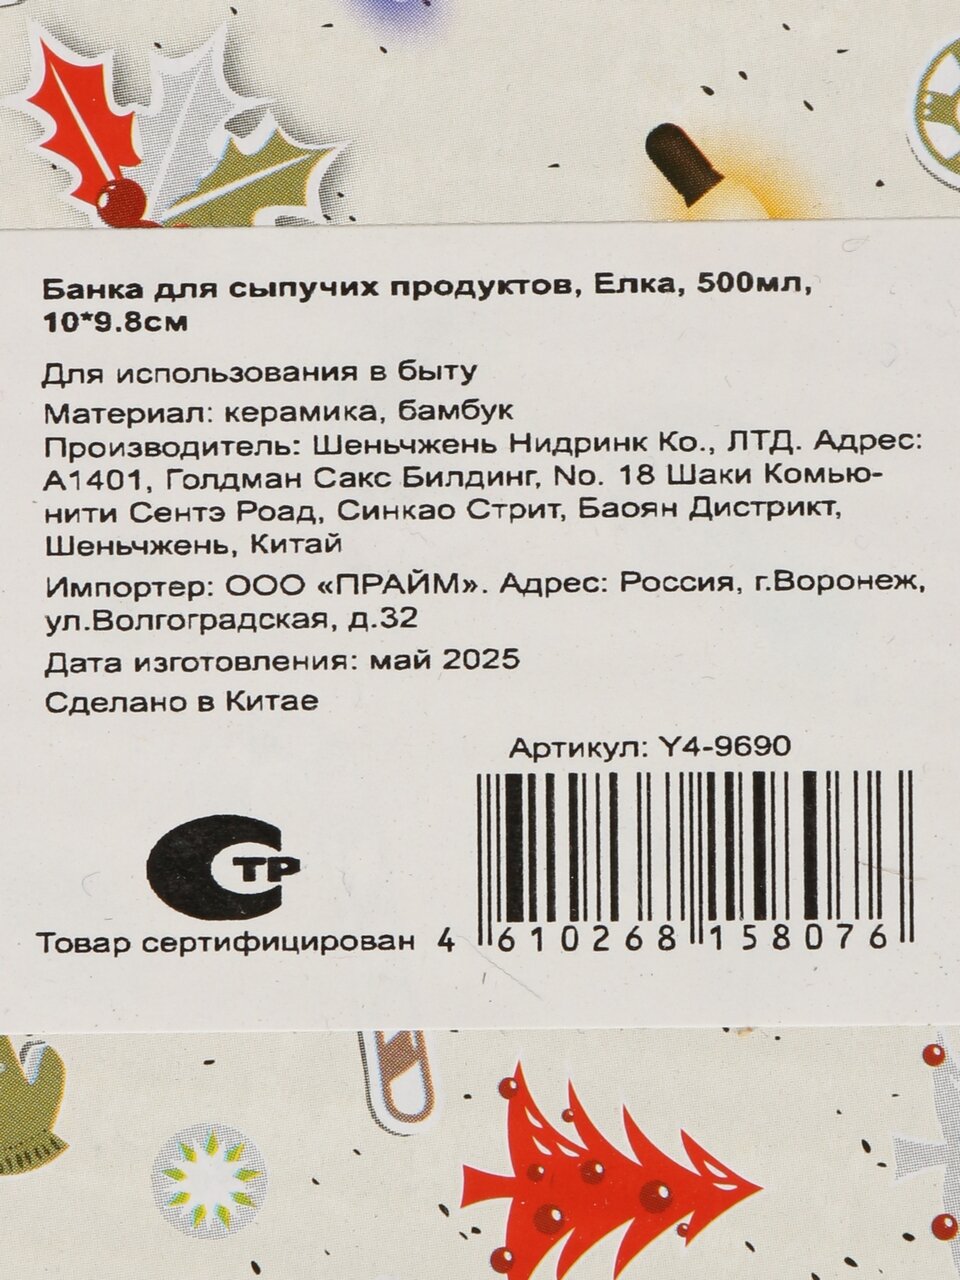 Банка для сыпучих продуктов, Елка, 500мл,
10*9.8см
Для использования в быту
Материал: керамика, бамбук
Производитель: Шеньчжень Нидринк Ко., ЛТД. Адрес:
А1401, Голдман Сакс Билдинг, No. 18 Шаки Комью-
нити Сентэ Роад, Синкао Стрит, Баоян Дистрикт,
Шеньчжень, Китай
Импортер: ООО «ПРАЙМ». Адрес: Россия, г.Воронеж,
ул.Волгоградская, д.32
Дата изготовления: май 2025
Сделано в Китае
Артикул: Y4-9690
СТР
Товар сертифицирован
4 610268 158076